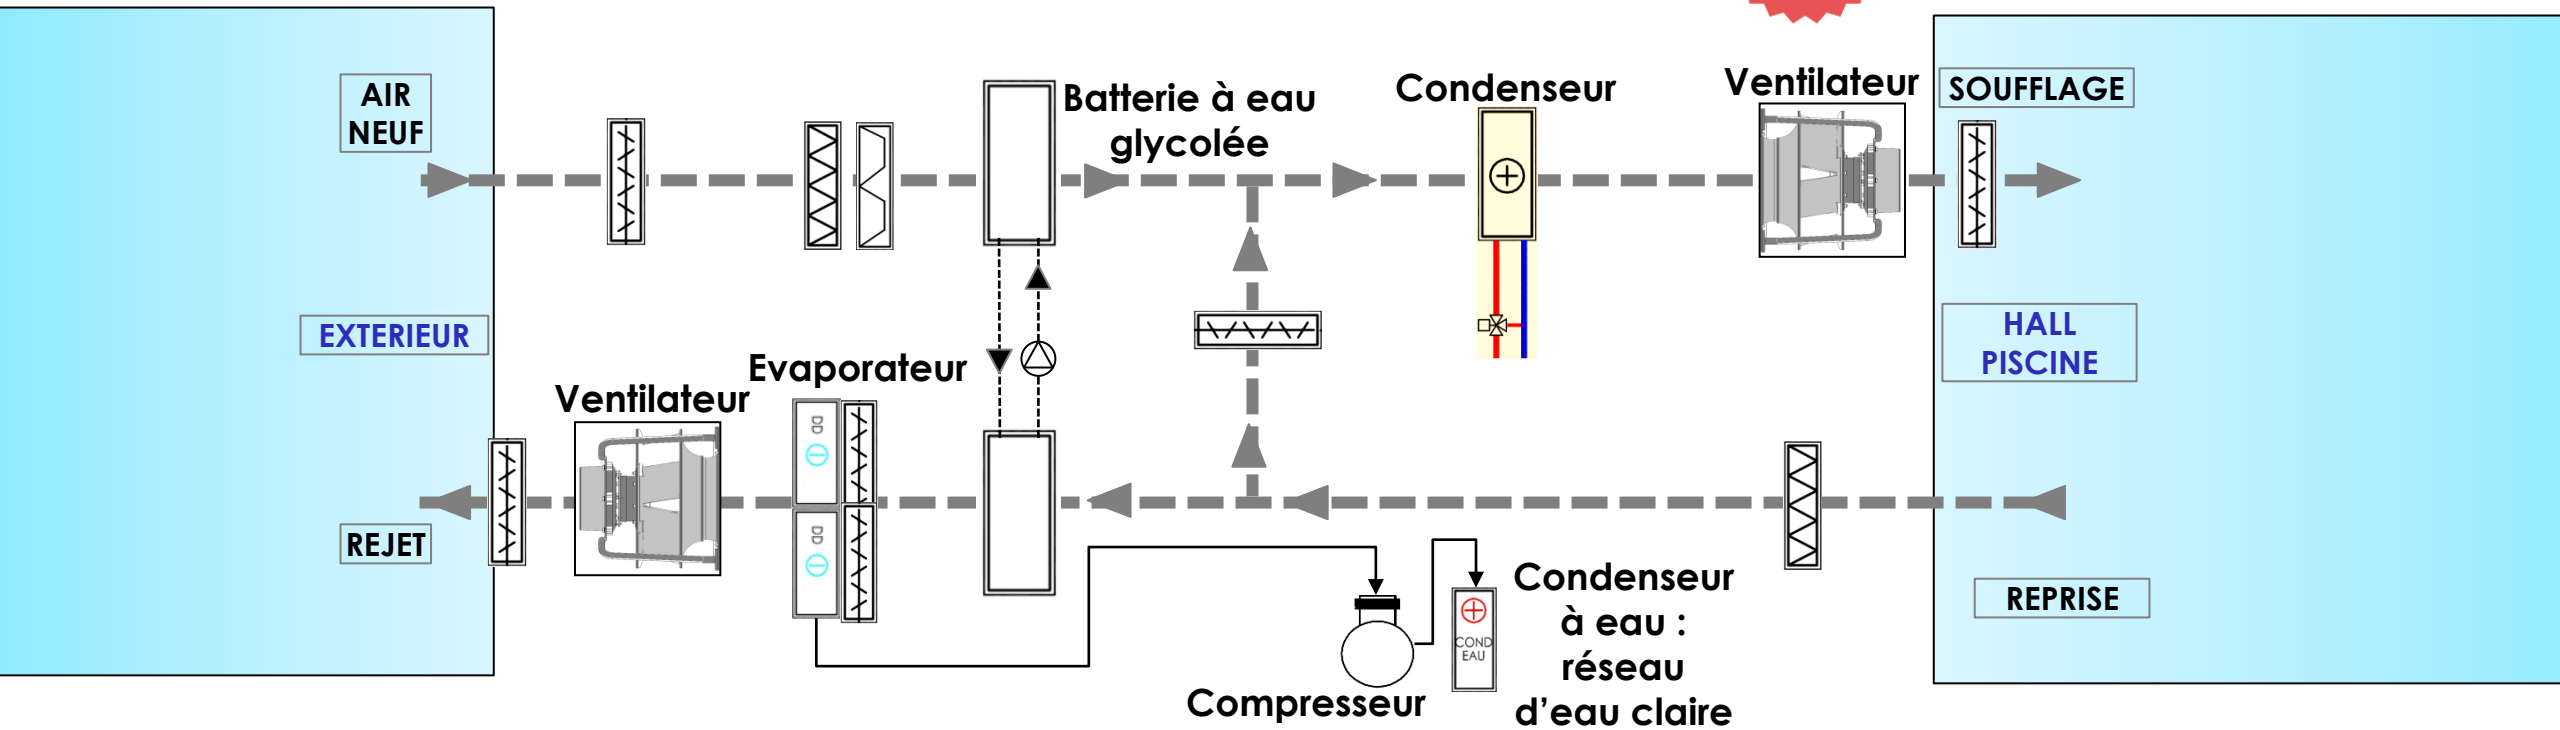 AIR
NEUF
Batterie à eau
glycolée
Condenseur
Ventilateur
SOUFFLAGE
EXTERIEUR
HALL
PISCINE
Evaporateur
Ventilateur
DD
DD
REJET
REPRISE
Compresseur
COND
EAU
Condenseur
à eau :
réseau
d'eau claire